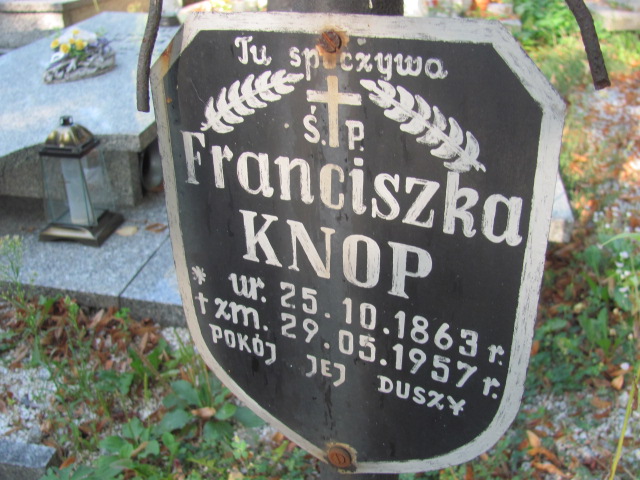 Tu spoczywa
Ś. P.
Franciszka
KNOP
* ur. 25.10.1863 r.
† zm. 29.05.1957 r.
POKÓJ JEJ DUSZY